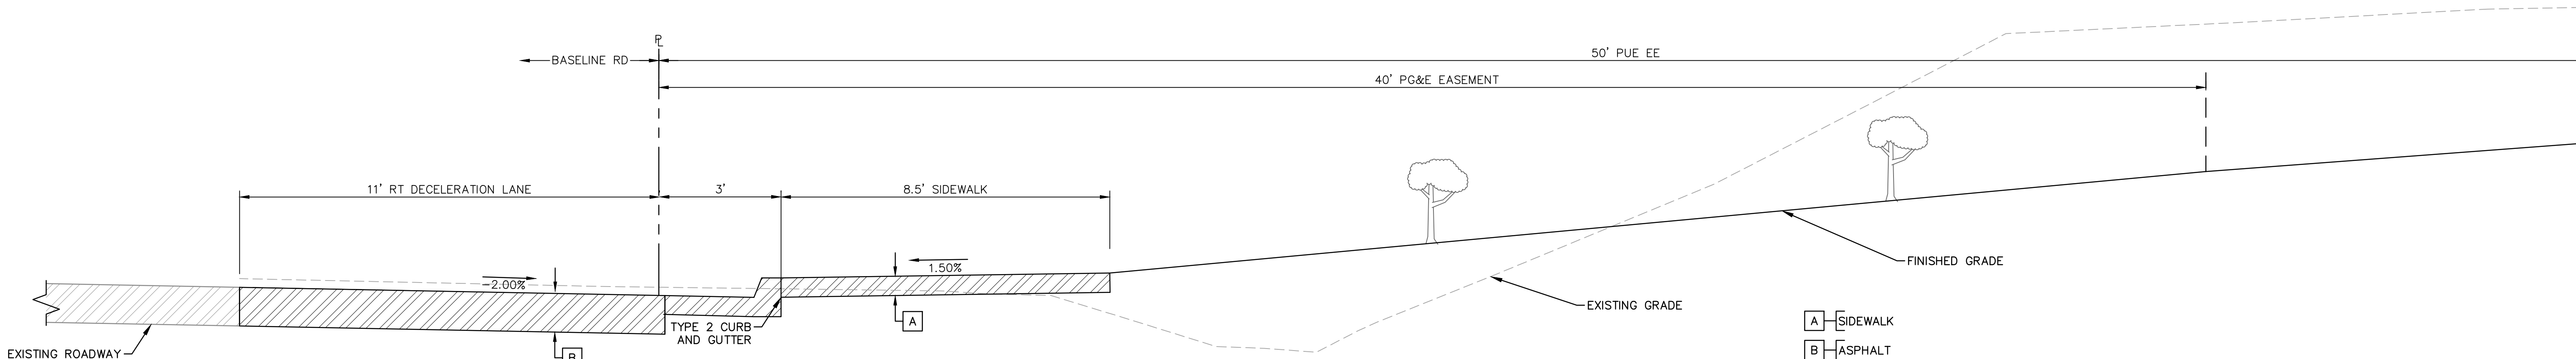 PL
BASELINE RD
50' PUE EE
40' PG&E EASEMENT
11' RT DECELERATION LANE
3'
8.5' SIDEWALK
-2.00%
1.50%
FINISHED GRADE
EXISTING GRADE
TYPE 2 CURB
AND GUTTER
A
A SIDEWALK
B ASPHALT
EXISTING ROADWAY
B